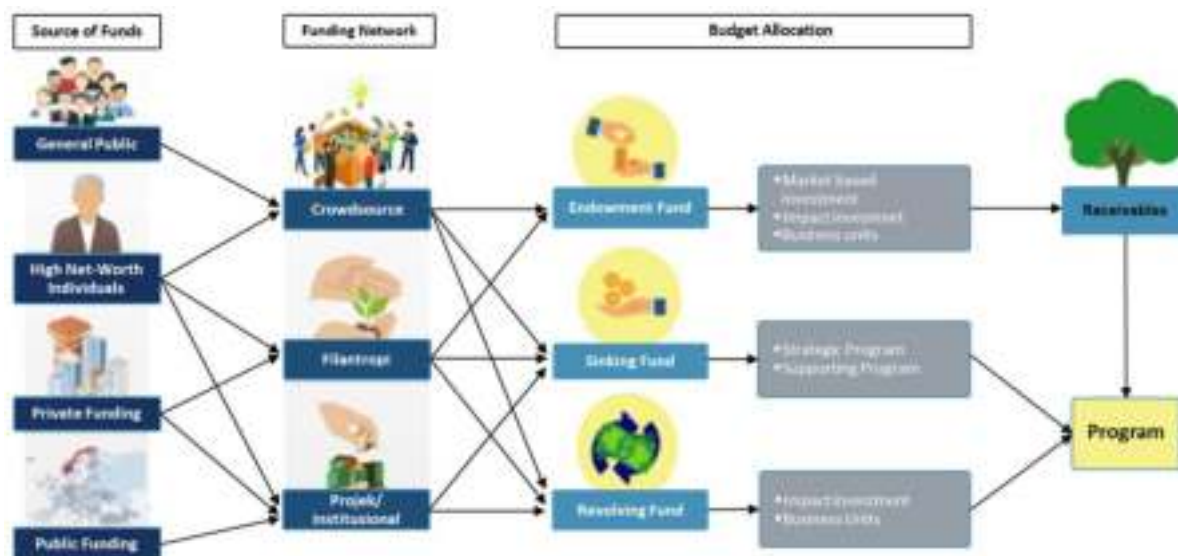 Source of Funds
Funding Network
Budget Allocation
General Public
High Net-Worth
Individuals
Private Funding
Public Funding
Crowdsource
Filantropi
Projek/
Institusional
Endowment Fund
Sinking Fund
Revolving Fund
•Market based
investment
•Impact
•Business units
•Strategic Program
•Supporting Program
•Impact investment
•Business Units
Receivables
Program